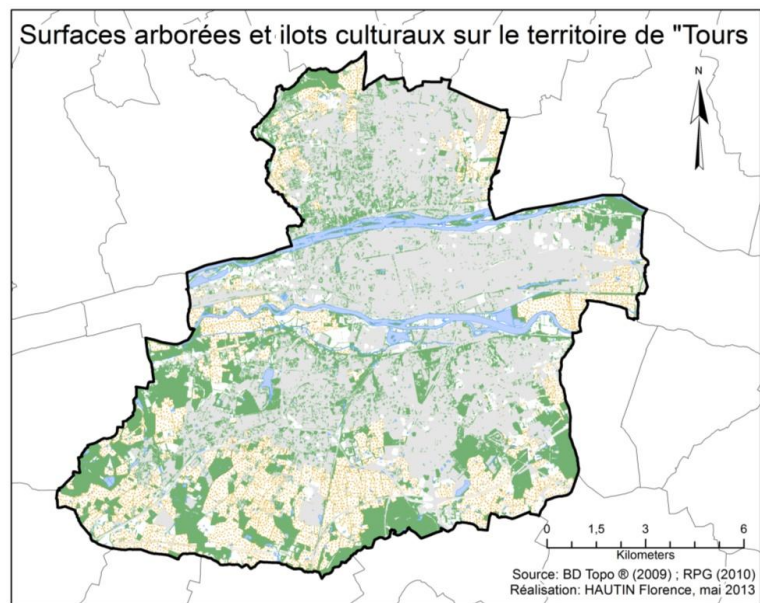 Surfaces arborées et ilots culturaux sur le territoire de "Tours
N
0 1,5 3 6
Kilometers
Source: BD Topo ® (2009) ; RPG (2010)
Réalisation: HAUTIN Florence, mai 2013